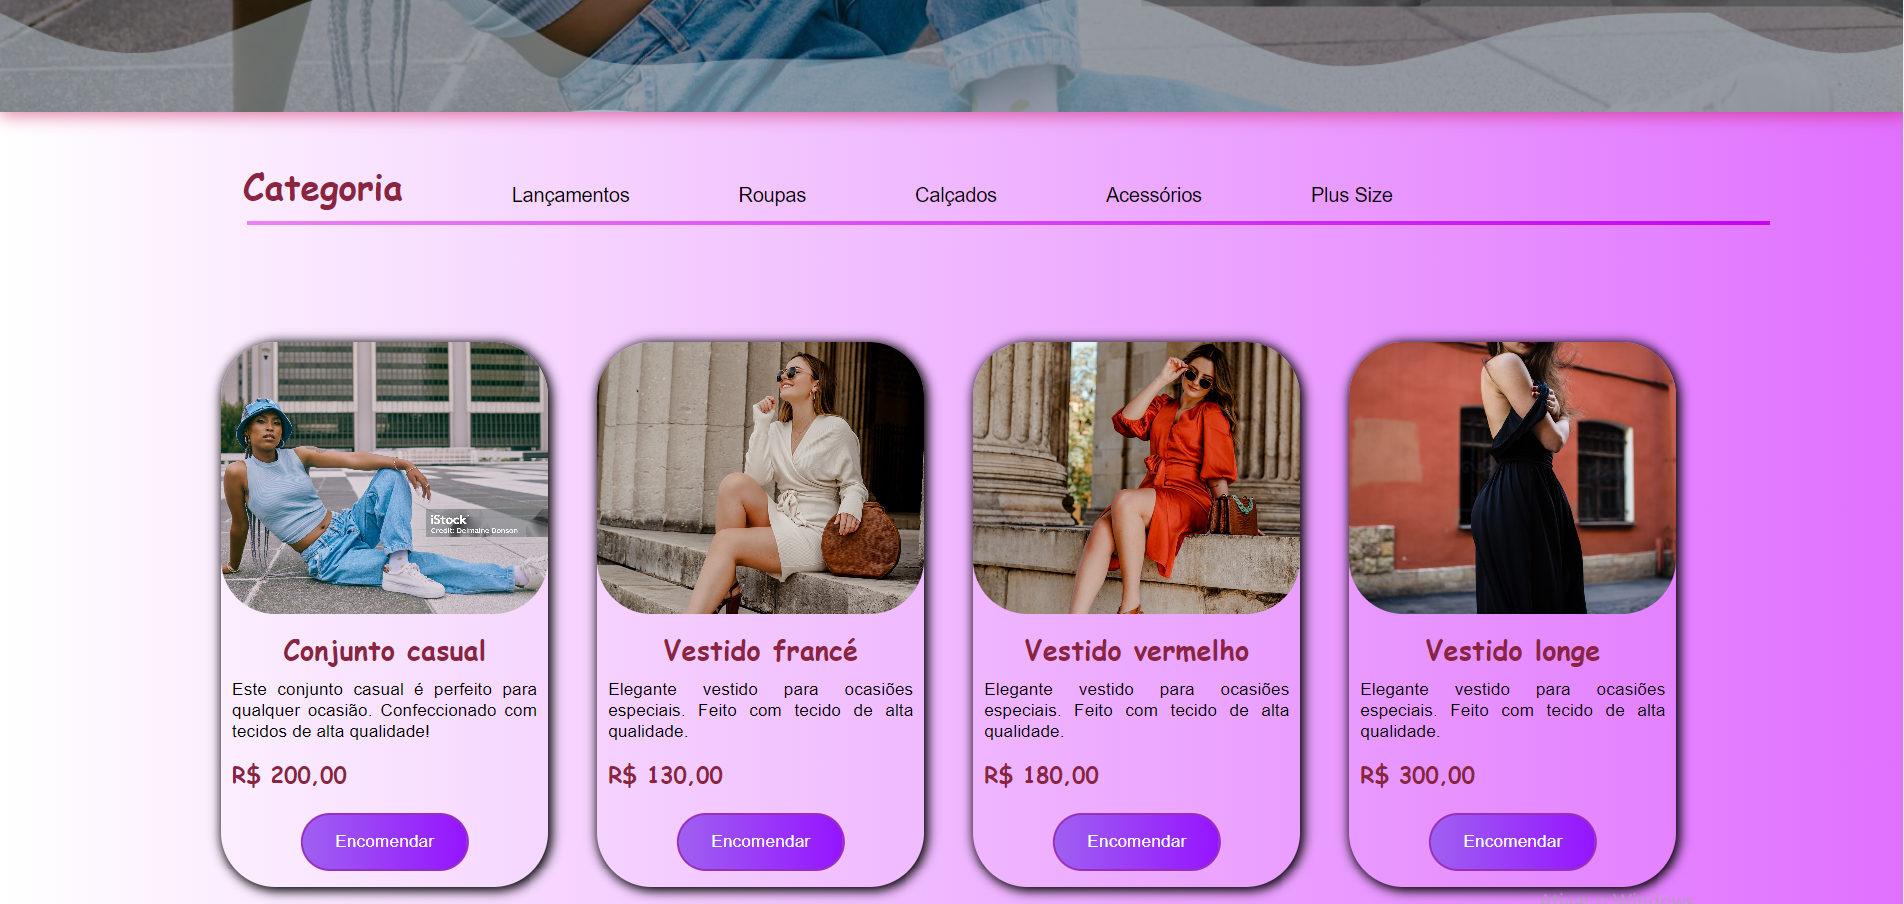 Categoria Lançamentos Roupas Calçados Acessórios Plus Size
iStock
Credit: Delmaine Donson
Conjunto casual
Este conjunto casual é perfeito para
qualquer ocasião. Confeccionado com
tecidos de alta qualidade!
R$ 200,00
Encomendar
Vestido francé
Elegante vestido para ocasiões
especiais. Feito com tecido de alta
qualidade.
R$ 130,00
Encomendar
Vestido vermelho
Elegante vestido para ocasiões
especiais. Feito com tecido de alta
qualidade.
R$ 180,00
Encomendar
Vestido longe
Elegante vestido para ocasiões
especiais. Feito com tecido de alta
qualidade.
R$ 300,00
Encomendar